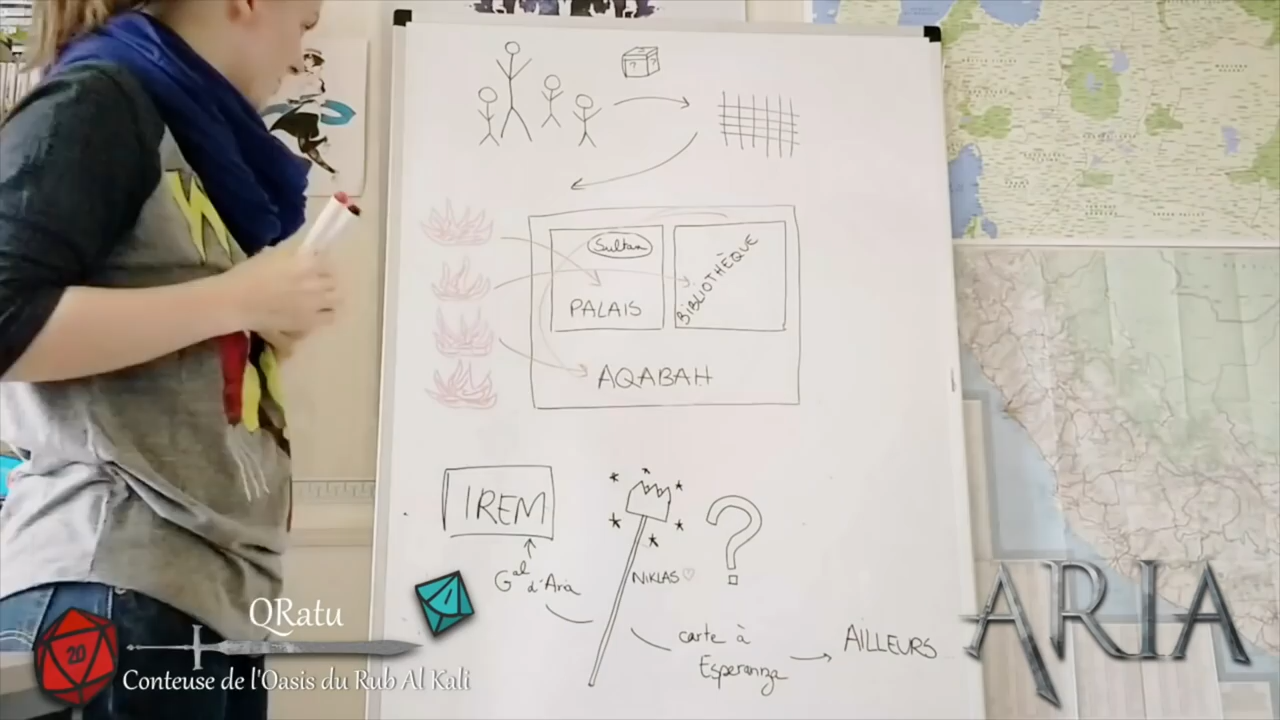 ? ?
Sultan
PALAIS
BIBLIOTHÈQUE
AQABAH
IREM
?
Gal d'Aria
NIKLAS ♡
carte à
Esperanza
AILLEURS
QRatu
20
Conteuse de l'Oasis du Rub Al Kali
ARIA